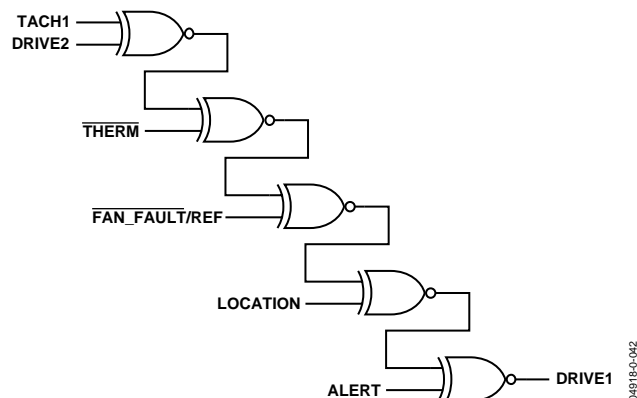 TACH1
DRIVE2
THERM
FAN_FAULT/REF
LOCATION
ALERT
DRIVE1
04918-0-042